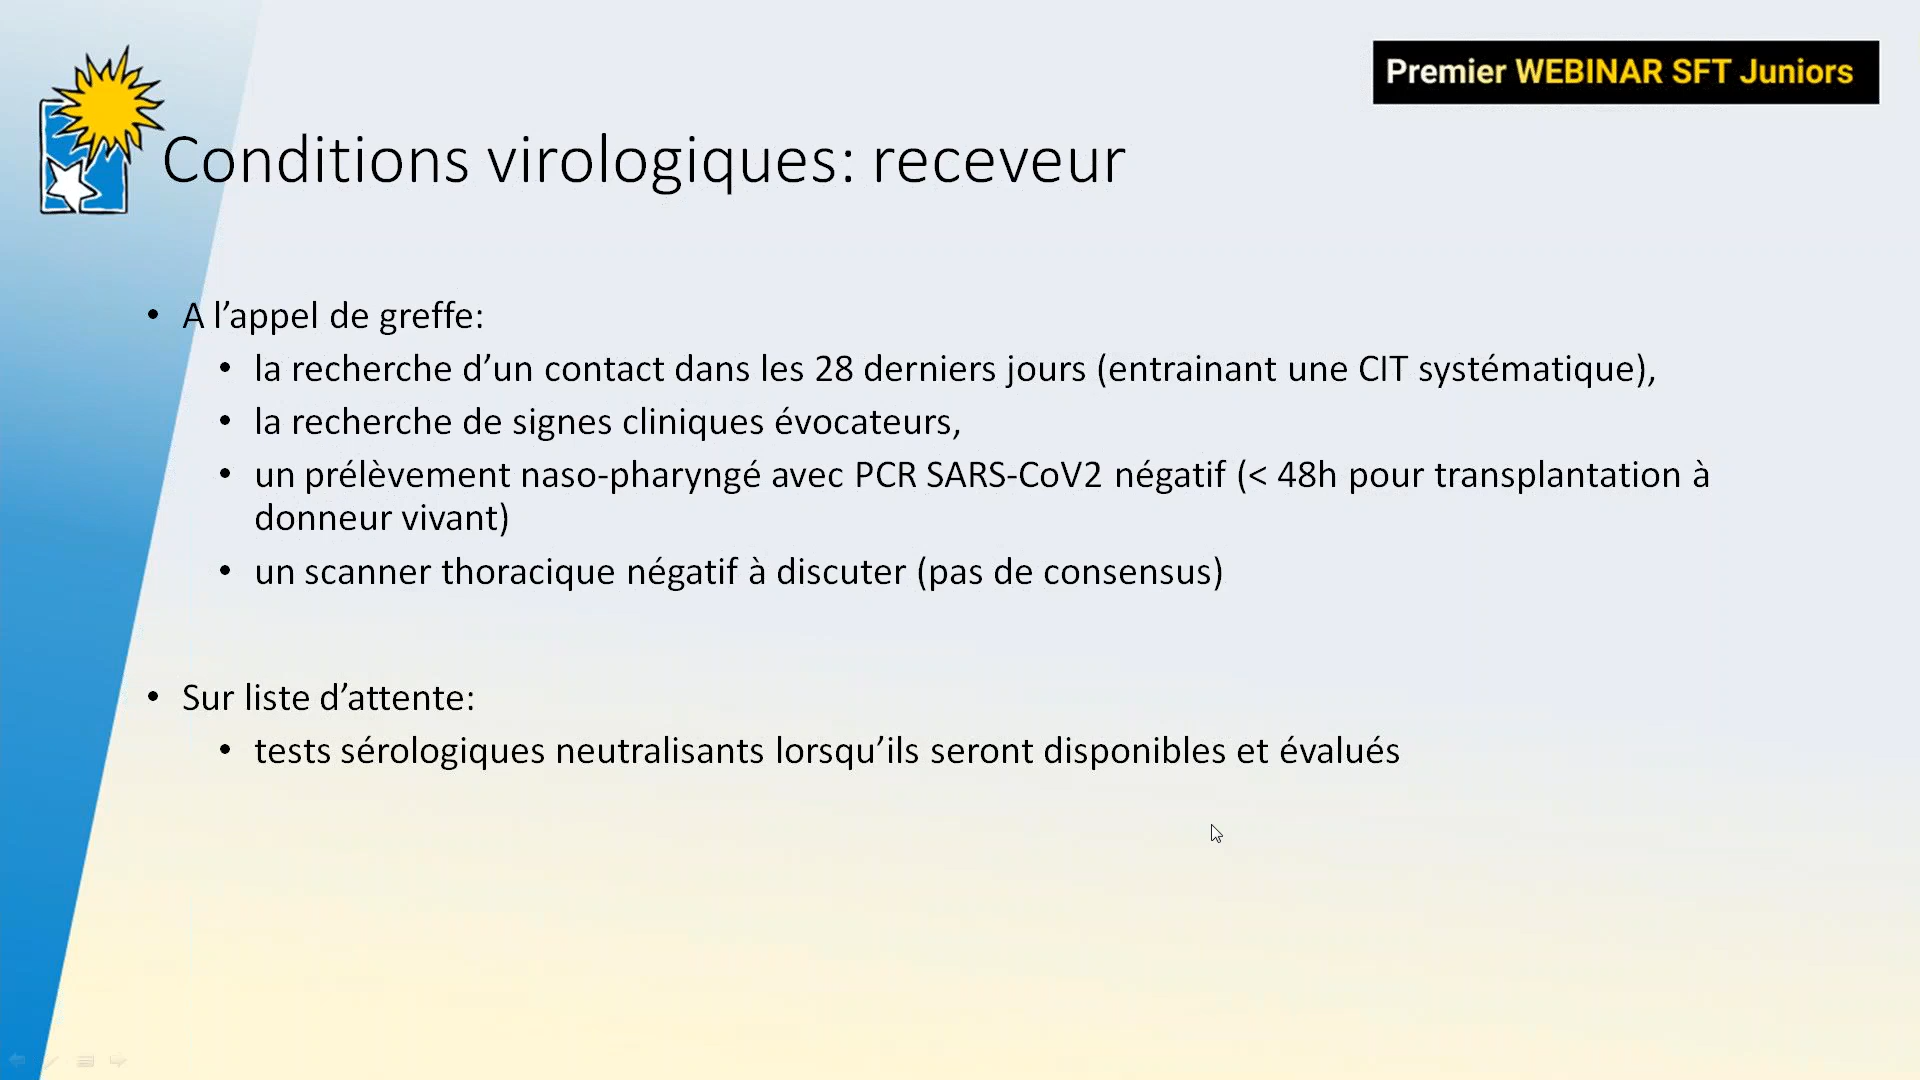 Premier WEBINAR SFT Juniors
Conditions virologiques: receveur
• A l’appel de greffe:
• la recherche d’un contact dans les 28 derniers jours (entrainant une CIT systématique),
• la recherche de signes cliniques évocateurs,
• un prélèvement naso-pharyngé avec PCR SARS-CoV2 négatif (< 48h pour transplantation à
donneur vivant)
• un scanner thoracique négatif à discuter (pas de consensus)
• Sur liste d’attente:
• tests sérologiques neutralisants lorsqu’ils seront disponibles et évalués